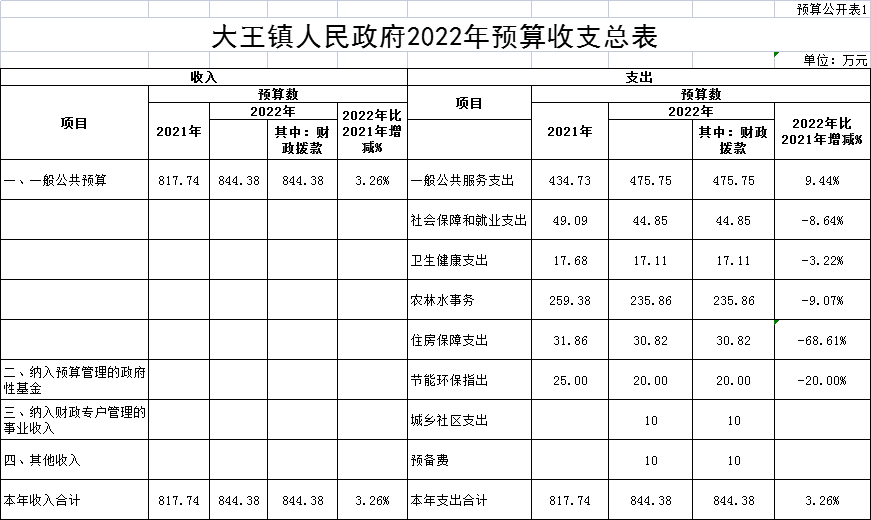 预算公开表1
大王镇人民政府2022年预算收支总表
单位：万元
收入 支出
项目 预算数 项目 预算数
2021年 2022年 2022年比2021年增减% 2021年 2022年 2022年比2021年增减%
其中：财政拨款 其中：财政拨款
一、一般公共预算 817.74 844.38 844.38 3.26% 一般公共服务支出 434.73 475.75 475.75 9.44%
社会保障和就业支出 49.09 44.85 44.85 -8.64%
卫生健康支出 17.68 17.11 17.11 -3.22%
农林水事务 259.38 235.86 235.86 -9.07%
住房保障支出 31.86 30.82 30.82 -68.61%
二、纳入预算管理的政府性基金 节能环保指出 25.00 20.00 20.00 -20.00%
三、纳入财政专户管理的事业收入 城乡社区支出 10 10
四、其他收入 预备费 10 10
本年收入合计 817.74 844.38 844.38 3.26% 本年支出合计 817.74 844.38 844.38 3.26%